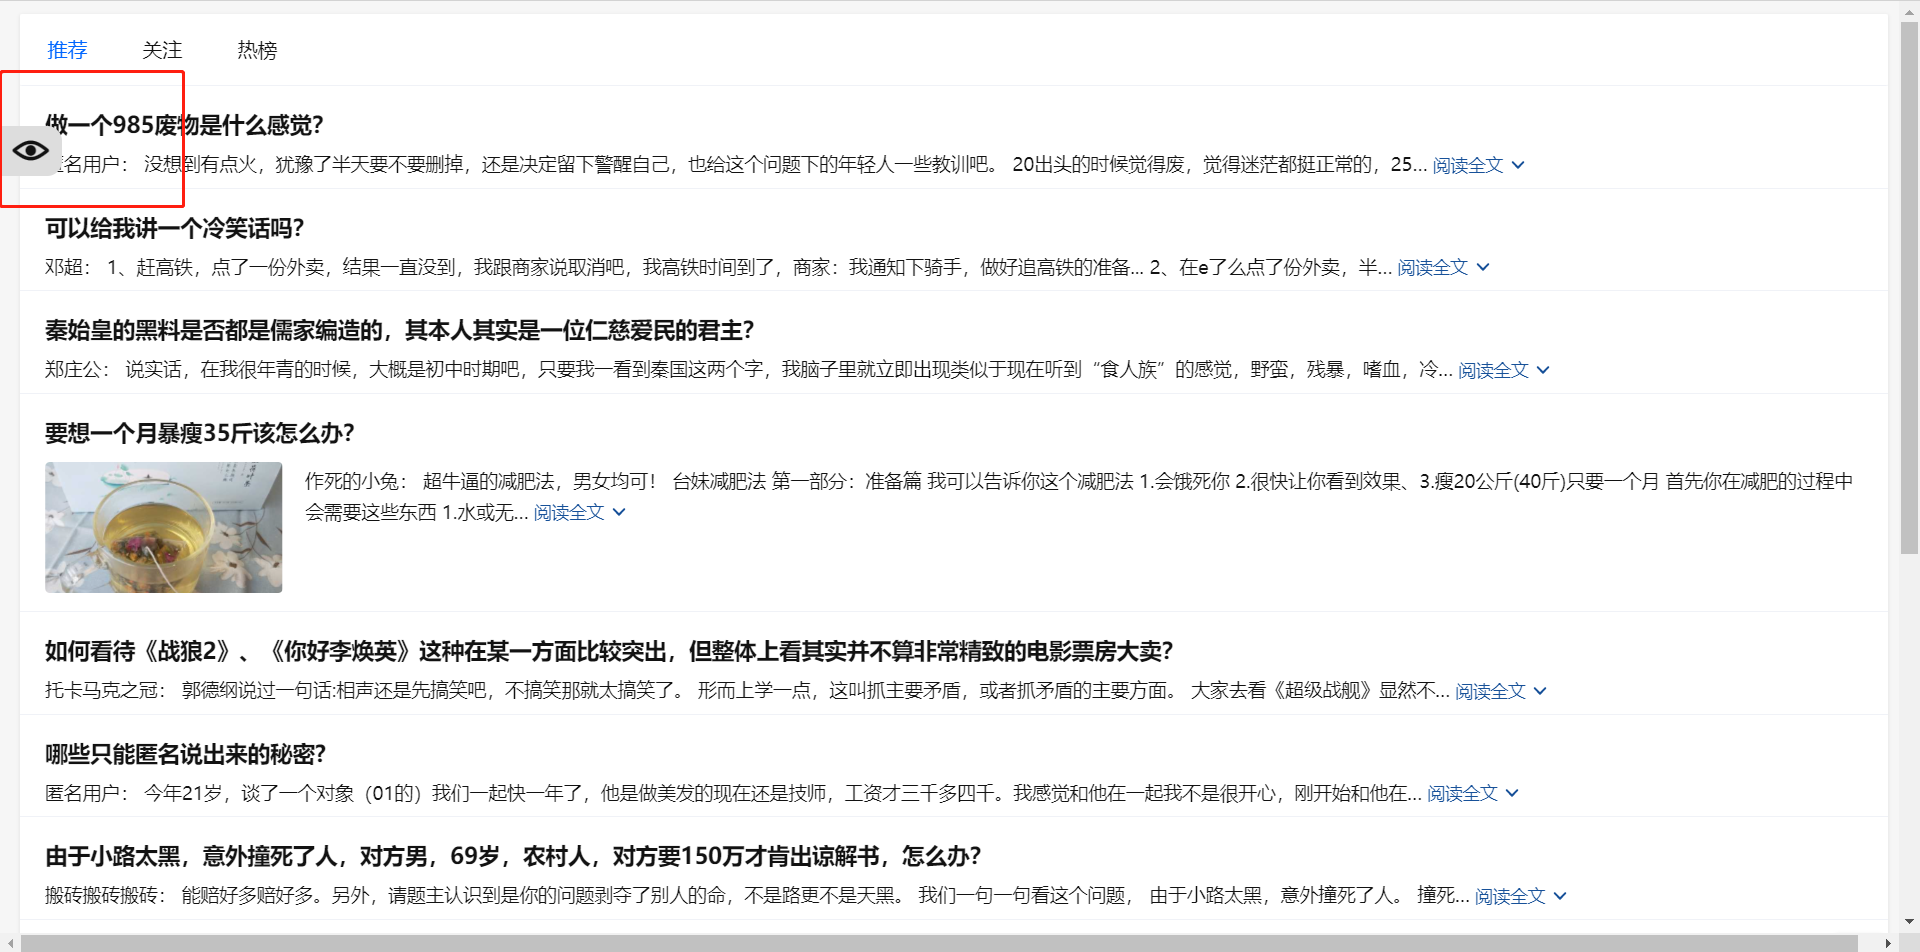 推荐 关注 热榜
做一个985废物是什么感觉？
名用户： 没想到有点火，犹豫了半天要不要删掉，还是决定留下警醒自己，也给这个问题下的年轻人一些教训吧。 20出头的时候觉得废，觉得迷茫都挺正常的，25... 阅读全文
可以给我讲一个冷笑话吗？
邓超： 1、赶高铁，点了一份外卖，结果一直没到，我跟商家说取消吧，我高铁时间到了，商家：我通知下骑手，做好追高铁的准备... 2、在e了么点了份外卖，半... 阅读全文
秦始皇的黑料是否都是儒家编造的，其本人其实是一位仁慈爱民的君主？
郑庄公： 说实话，在我很年青的时候，大概是初中时期吧，只要我一看到秦国这两个字，我脑子里就立即出现类似于现在听到“食人族”的感觉，野蛮，残暴，嗜血，冷... 阅读全文
要想一个月暴瘦35斤该怎么办？
作死的小兔： 超牛逼的减肥法，男女均可！ 台妹减肥法 第一部分：准备篇 我可以告诉你这个减肥法 1.会饿死你 2.很快让你看到效果、3.瘦20公斤(40斤)只要一个月 首先你在减肥的过程中
会需要这些东西 1.水或无... 阅读全文
如何看待《战狼2》、《你好李焕英》这种在某一方面比较突出，但整体上看其实并不算非常精致的电影票房大卖？
托卡马克之冠： 郭德纲说过一句话:相声还是先搞笑吧，不搞笑那就太搞笑了。 形而上学一点，这叫抓主要矛盾，或者抓矛盾的主要方面。 大家去看《超级战舰》显然不... 阅读全文
哪些只能匿名说出来的秘密？
匿名用户： 今年21岁，谈了一个对象（01的）我们一起快一年了，他是做美发的现在还是技师，工资才三千多四千。我感觉和他在一起我不是很开心，刚开始和他在... 阅读全文
由于小路太黑，意外撞死了人，对方男，69岁，农村人，对方要150万才肯出谅解书，怎么办？
搬砖搬砖搬砖： 能赔好多赔好多。另外，请题主认识到是你的问题剥夺了别人的命，不是路更不是天黑。 我们一句一句看这个问题， 由于小路太黑，意外撞死了人。 撞死... 阅读全文